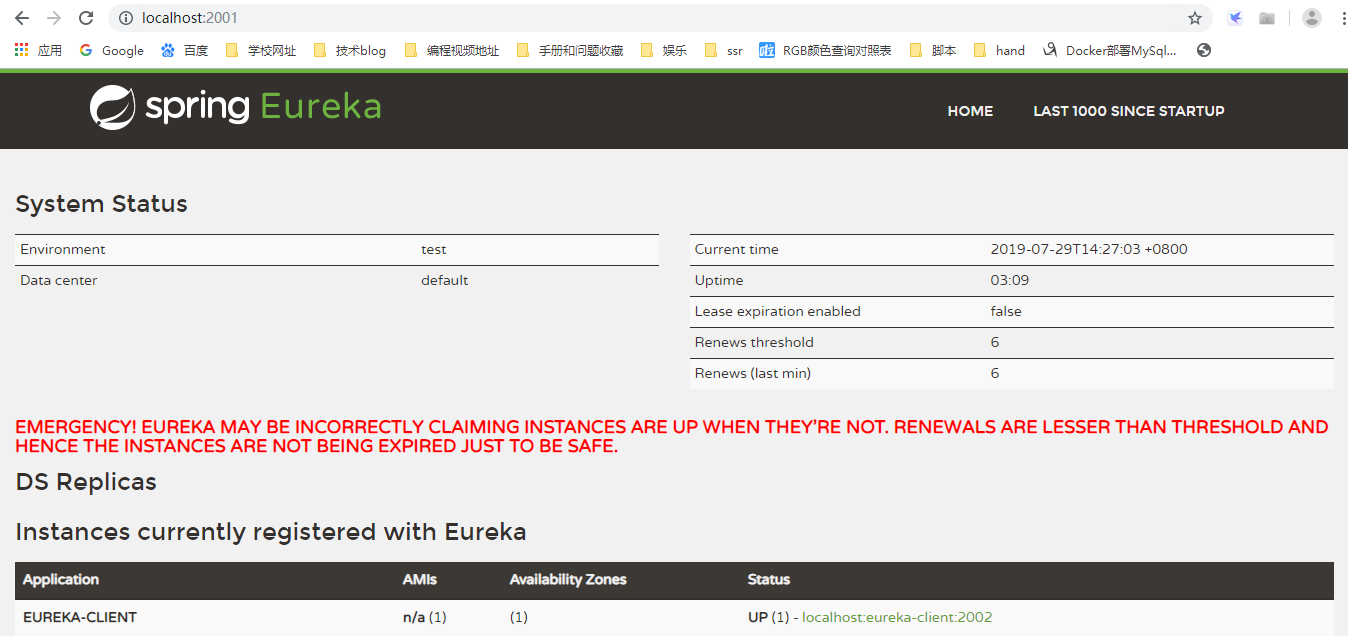 localhost:2001
应用 Google 百度 学校网址 技术blog 编程视频地址 手册和问题收藏 娱乐 ssr RGB颜色查询对照表 脚本 hand Docker部署MySql...
spring Eureka HOME LAST 1000 SINCE STARTUP
System Status
Environment test Current time 2019-07-29T14:27:03 +0800
Data center default Uptime 03:09
Lease expiration enabled false
Renews threshold 6
Renews (last min) 6
EMERGENCY! EUREKA MAY BE INCORRECTLY CLAIMING INSTANCES ARE UP WHEN THEY'RE NOT. RENEWALS ARE LESSER THAN THRESHOLD AND
HENCE THE INSTANCES ARE NOT BEING EXPIRED JUST TO BE SAFE.
DS Replicas
Instances currently registered with Eureka
Application AMIs Availability Zones Status
EUREKA-CLIENT n/a (1) (1) UP (1) - localhost:eureka-client:2002